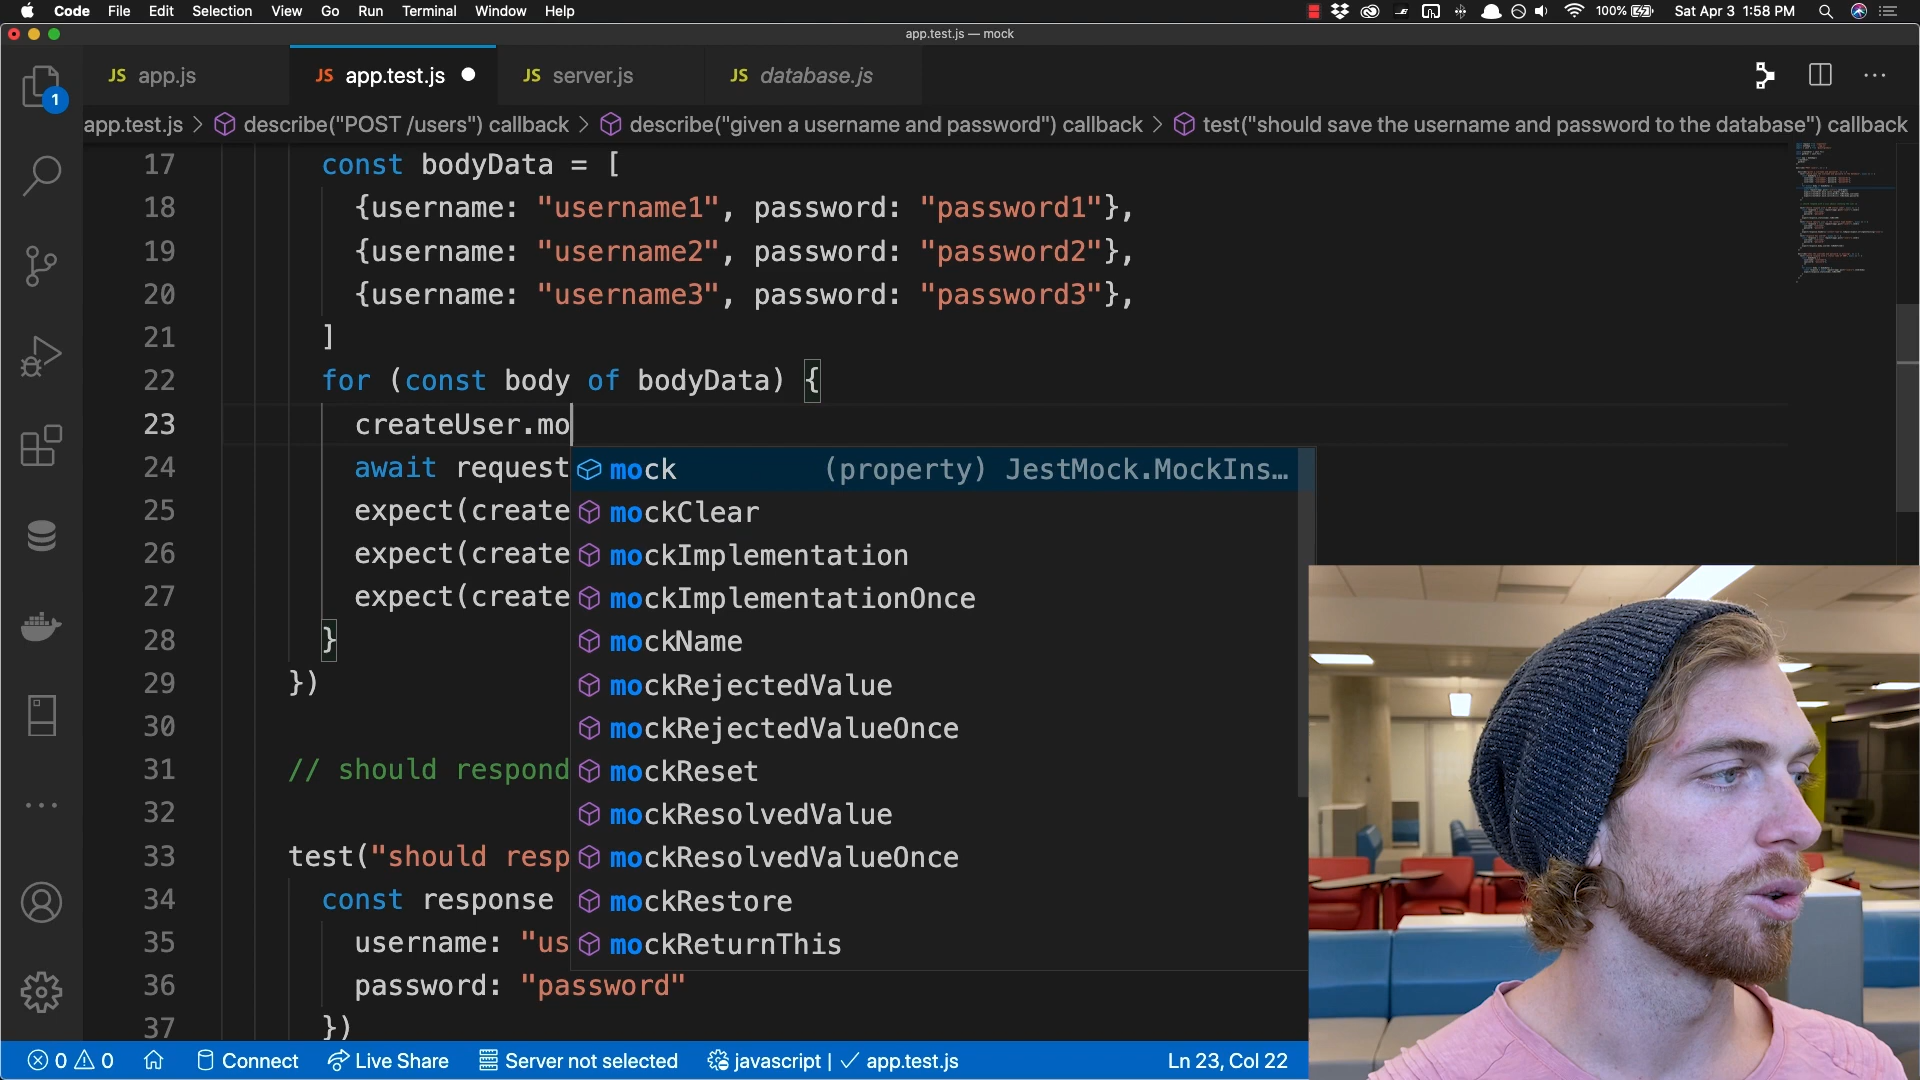 Code File Edit Selection View Go Run Terminal Window Help 100% Sat Apr 3 1:58 PM
app.test.js — mock
JS app.js JS app.test.js JS server.js JS database.js
1
app.test.js > describe("POST /users") callback > describe("given a username and password") callback > test("should save the username and password to the database") callback
17 const bodyData = [
18 {username: "username1", password: "password1"},
19 {username: "username2", password: "password2"},
20 {username: "username3", password: "password3"},
21 ]
22 for (const body of bodyData) {
23 createUser.mo
24 await request
mock (property) JestMock.MockIns…
25 expect(create
mockClear
26 expect(create
mockImplementation
27 expect(create
mockImplementationOnce
28 }
mockName
29 })
mockRejectedValue
30
mockRejectedValueOnce
31 // should respond
mockReset
32
mockResolvedValue
33 test("should resp
mockResolvedValueOnce
34 const response
mockRestore
35 username: "us
mockReturnThis
36 password: "password"
37 })
0 0 Connect Live Share Server not selected javascript | ✓ app.test.js Ln 23, Col 22